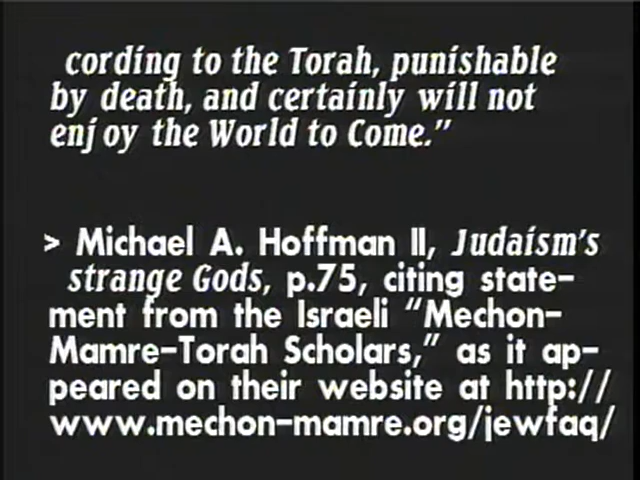 cording to the Torah, punishable
by death, and certainly will not
enjoy the World to Come."
> Michael A. Hoffman II, Judaism's
strange Gods, p.75, citing state-
ment from the Israeli "Mechon-
Mamre-Torah Scholars," as it ap-
peared on their website at http://
www.mechon-mamre.org/jewfaq/